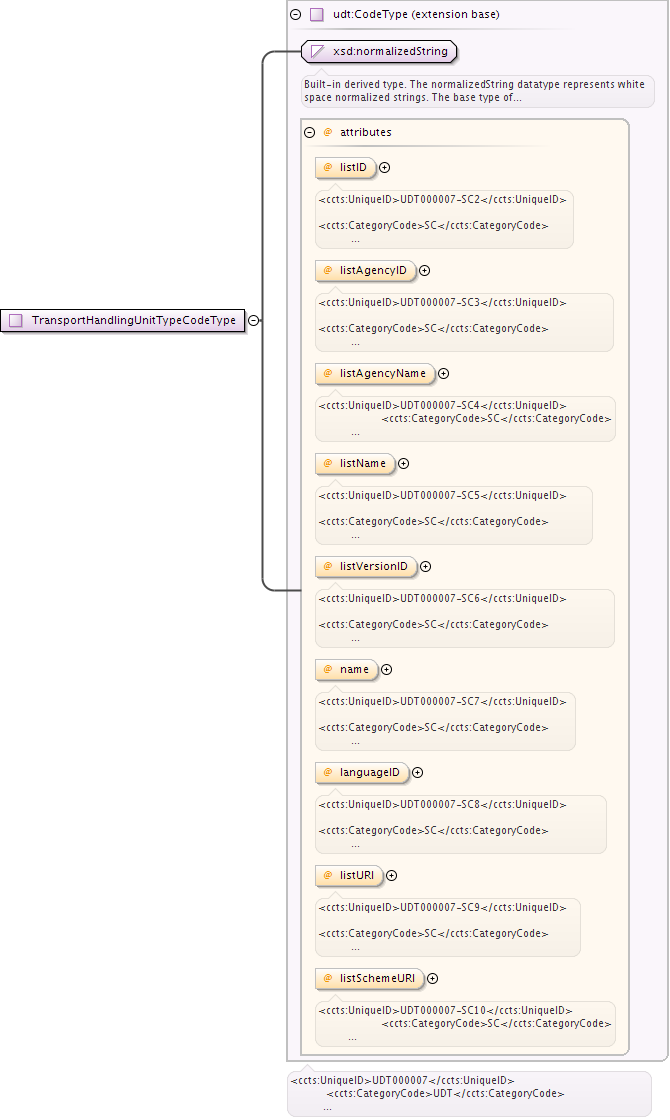 udt:CodeType (extension base)
xsd:normalizedString
Built-in derived type. The normalizedString datatype represents white
space normalized strings. The base type of...
@ attributes
@ listID
<ccts:UniqueID>UDT000007-SC2</ccts:UniqueID>
<ccts:CategoryCode>SC</ccts:CategoryCode>
...
@ listAgencyID
<ccts:UniqueID>UDT000007-SC3</ccts:UniqueID>
<ccts:CategoryCode>SC</ccts:CategoryCode>
...
TransportHandlingUnitTypeCodeType
@ listAgencyName
<ccts:UniqueID>UDT000007-SC4</ccts:UniqueID>
<ccts:CategoryCode>SC</ccts:CategoryCode>
...
@ listName
<ccts:UniqueID>UDT000007-SC5</ccts:UniqueID>
<ccts:CategoryCode>SC</ccts:CategoryCode>
...
@ listVersionID
<ccts:UniqueID>UDT000007-SC6</ccts:UniqueID>
<ccts:CategoryCode>SC</ccts:CategoryCode>
...
@ name
<ccts:UniqueID>UDT000007-SC7</ccts:UniqueID>
<ccts:CategoryCode>SC</ccts:CategoryCode>
...
@ languageID
<ccts:UniqueID>UDT000007-SC8</ccts:UniqueID>
<ccts:CategoryCode>SC</ccts:CategoryCode>
...
@ listURI
<ccts:UniqueID>UDT000007-SC9</ccts:UniqueID>
<ccts:CategoryCode>SC</ccts:CategoryCode>
...
@ listSchemeURI
<ccts:UniqueID>UDT000007-SC10</ccts:UniqueID>
<ccts:CategoryCode>SC</ccts:CategoryCode>
...
<ccts:UniqueID>UDT000007</ccts:UniqueID>
<ccts:CategoryCode>UDT</ccts:CategoryCode>
...